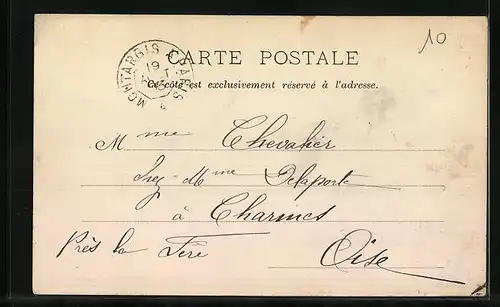 10
CARTE POSTALE
MONTARGIS A PARIS
19
Ce côté est exclusivement réservé à l'adresse.
Mme Chevalier
Chez Mme Delaporte
à Charmes
Près la Fère Oise